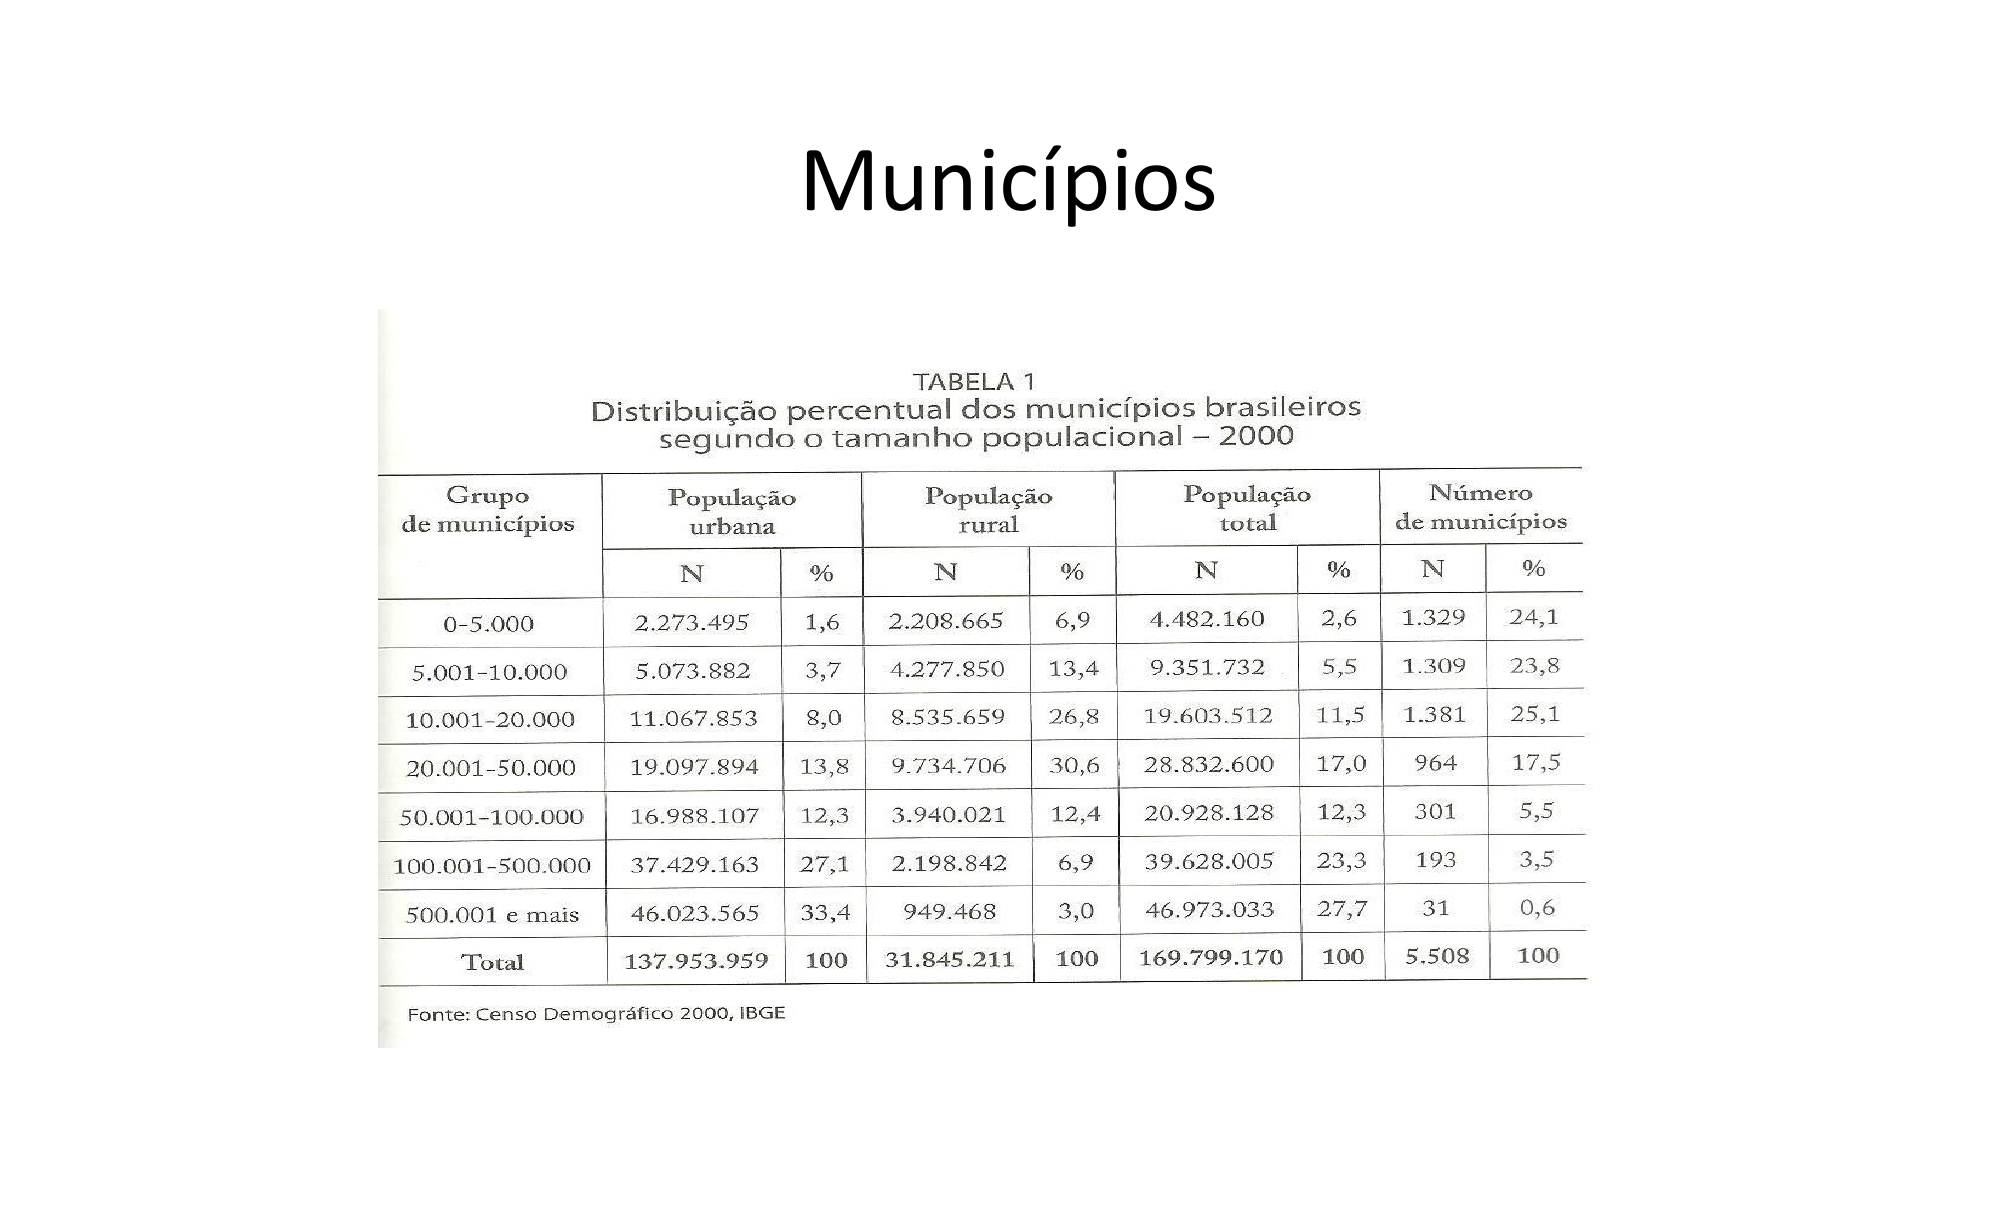 Municípios
TABELA 1
Distribuição percentual dos municípios brasileiros
segundo o tamanho populacional – 2000
Grupo de municípios População urbana População rural População total Número de municípios
N % N % N % N %
0-5.000 2.273.495 1,6 2.208.665 6,9 4.482.160 2,6 1.329 24,1
5.001-10.000 5.073.882 3,7 4.277.850 13,4 9.351.732 5,5 1.309 23,8
10.001-20.000 11.067.853 8,0 8.535.659 26,8 19.603.512 11,5 1.381 25,1
20.001-50.000 19.097.894 13,8 9.734.706 30,6 28.832.600 17,0 964 17,5
50.001-100.000 16.988.107 12,3 3.940.021 12,4 20.928.128 12,3 301 5,5
100.001-500.000 37.429.163 27,1 2.198.842 6,9 39.628.005 23,3 193 3,5
500.001 e mais 46.023.565 33,4 949.468 3,0 46.973.033 27,7 31 0,6
Total 137.953.959 100 31.845.211 100 169.799.170 100 5.508 100
Fonte: Censo Demográfico 2000, IBGE